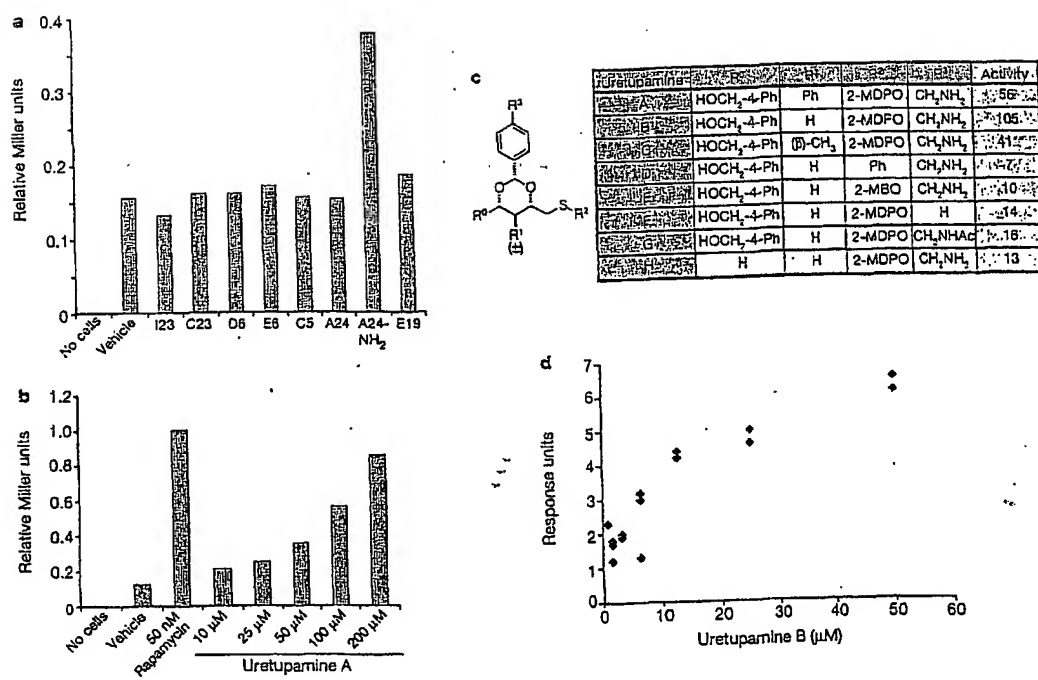 a
Relative Miller units
0.4
0.3
0.2
0.1
0
No cells
Vehicle
I23
C23
D6
E6
C5
A24
A24-NH2
E19
b
Relative Miller units
1.2
1.0
0.8
0.6
0.4
0.2
0
No cells
Vehicle
50 nM Rapamycin
10 µM
25 µM
50 µM
100 µM
200 µM
Uretupamine A
c
R3
R0
O
O
S
R2
R1
(±)
Uretupamine Activity
HOCH2-4-Ph Ph 2-MDPO CH2NH2 56
HOCH2-4-Ph H 2-MDPO CH2NH2 105
HOCH2-4-Ph -CH3 2-MDPO CH2NH2 41
HOCH2-4-Ph H Ph CH2NH2 7
HOCH2-4-Ph H 2-MBO CH2NH2 10
HOCH2-4-Ph H 2-MDPO H 14
HOCH2-4-Ph H 2-MDPO CH2NHAc 16
H H 2-MDPO CH2NH2 13
d
Response units
7
6
5
4
3
2
1
0
0 10 20 30 40 50 60
Uretupamine B (µM)